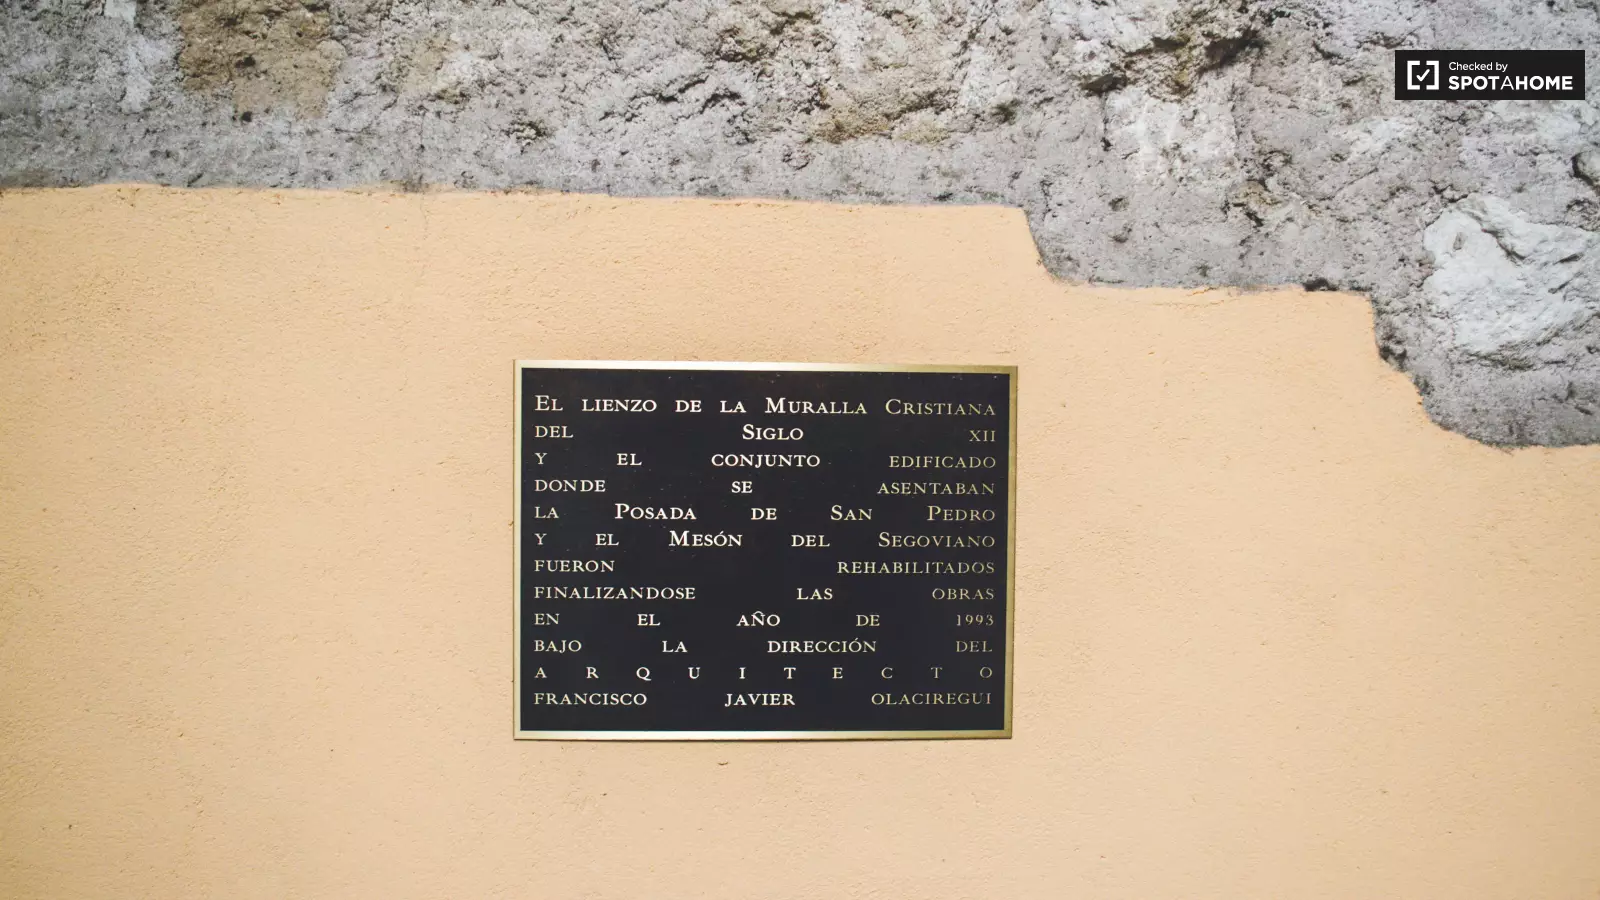 Checked by
SPOTAHOME
El lienzo de la Muralla Cristiana
del Siglo XII
y el conjunto edificado
donde se asentaban
la Posada de San Pedro
y el Mesón del Segoviano
fueron rehabilitados
finalizandose las obras
en el año de 1993
bajo la dirección del
arquitecto
francisco javier olaciregui